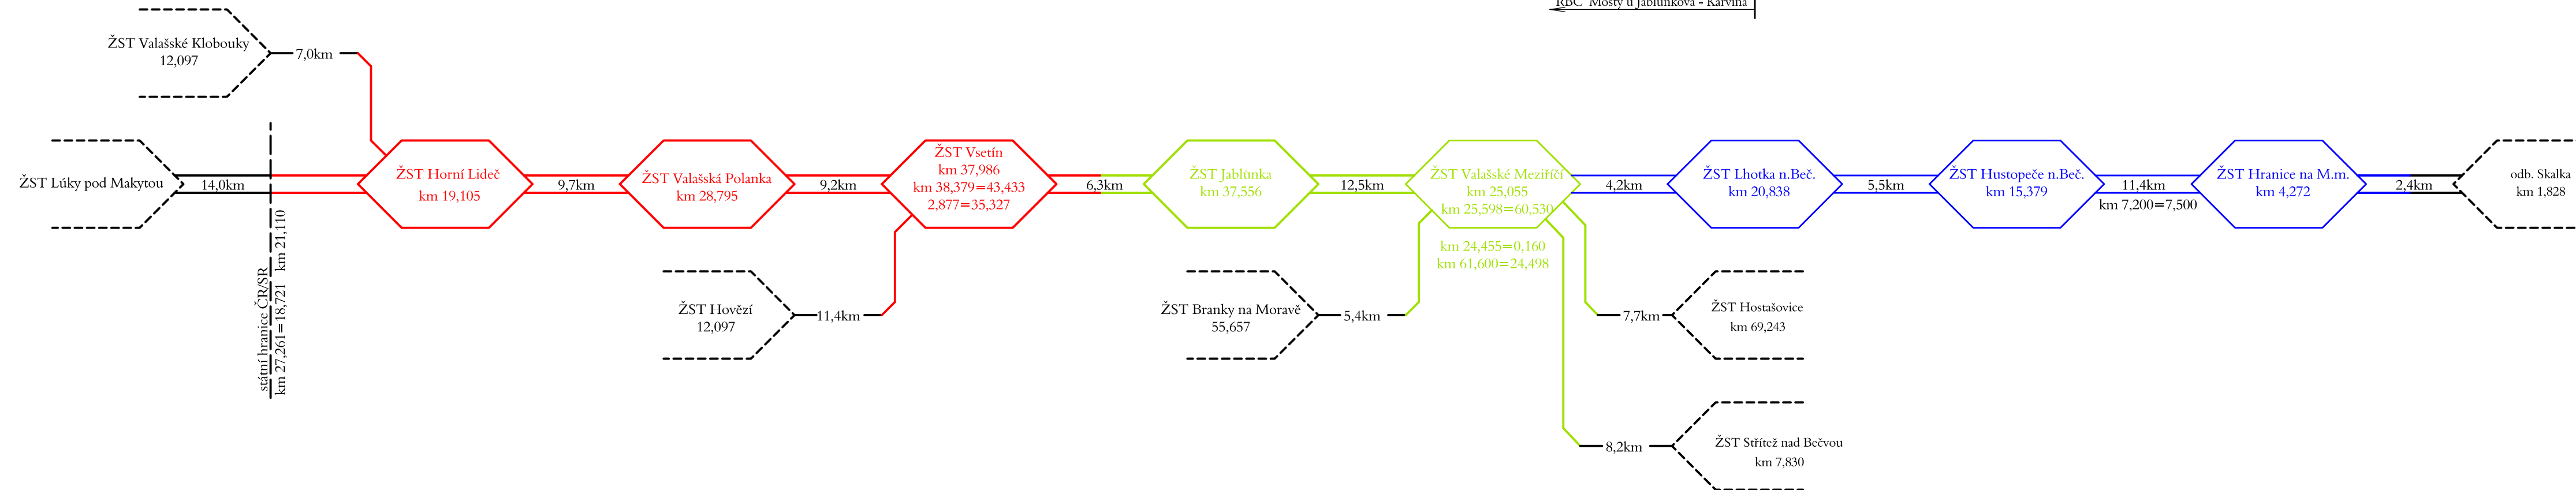 RBC Mosty u Jablunkova - Karviná
ŽST Valašské Klobouky
12,097
7,0km
ŽST Lúky pod Makytou
14,0km
státní hranice ČR/SR
km 27,261=18,721 km 21,110
ŽST Horní Lideč
km 19,105
9,7km
ŽST Valašská Polanka
km 28,795
9,2km
ŽST Vsetín
km 37,986
km 38,379=43,433
2,877=35,327
6,3km
ŽST Jablůnka
km 37,556
12,5km
ŽST Valašské Meziříčí
km 25,055
km 25,598=60,530
km 24,455=0,160
km 61,600=24,498
4,2km
ŽST Lhotka n.Beč.
km 20,838
5,5km
ŽST Hustopeče n.Beč.
km 15,379
11,4km
km 7,200=7,500
ŽST Hranice na M.m.
km 4,272
2,4km
odb. Skalka
km 1,828
ŽST Hovězí
12,097
11,4km
ŽST Branky na Moravě
55,657
5,4km
7,7km
ŽST Hostašovice
km 69,243
8,2km
ŽST Střítež nad Bečvou
km 7,830